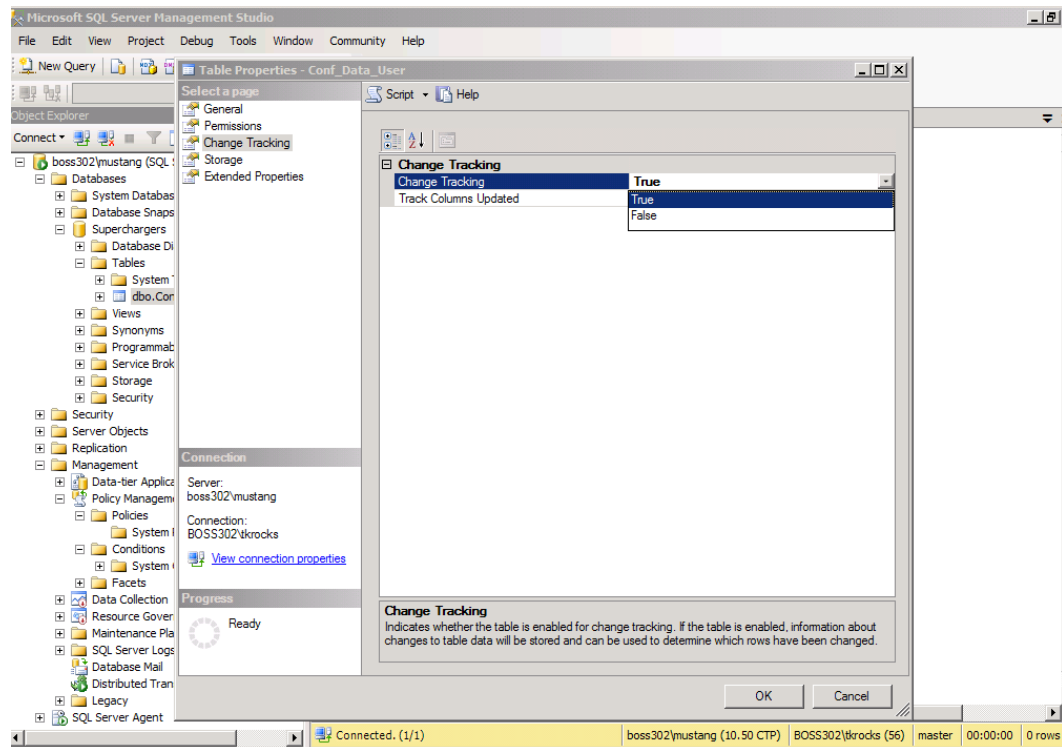 Microsoft SQL Server Management Studio
File Edit View Project Debug Tools Window Community Help
New Query
Table Properties - Conf_Data_User
Select a page
General
Permissions
Change Tracking
Storage
Extended Properties
Script Help
Object Explorer
Connect
boss302\mustang (SQL
Databases
System Databas
Database Snaps
Superchargers
Database Di
Tables
System
dbo.Con
Views
Synonyms
Programmab
Service Brok
Storage
Security
Security
Server Objects
Replication
Management
Data-tier Applica
Policy Managem
Policies
System
Conditions
System
Facets
Data Collection
Resource Gover
Maintenance Pla
SQL Server Logs
Database Mail
Distributed Tran
Legacy
SQL Server Agent
Connection
Server:
boss302\mustang
Connection:
BOSS302\tkrocks
View connection properties
Progress
Ready
Change Tracking
Change Tracking True
Track Columns Updated True
False
Change Tracking
Indicates whether the table is enabled for change tracking. If the table is enabled, information about
changes to table data will be stored and can be used to determine which rows have been changed.
OK Cancel
Connected. (1/1) boss302\mustang (10.50 CTP) BOSS302\tkrocks (56) master 00:00:00 0 rows